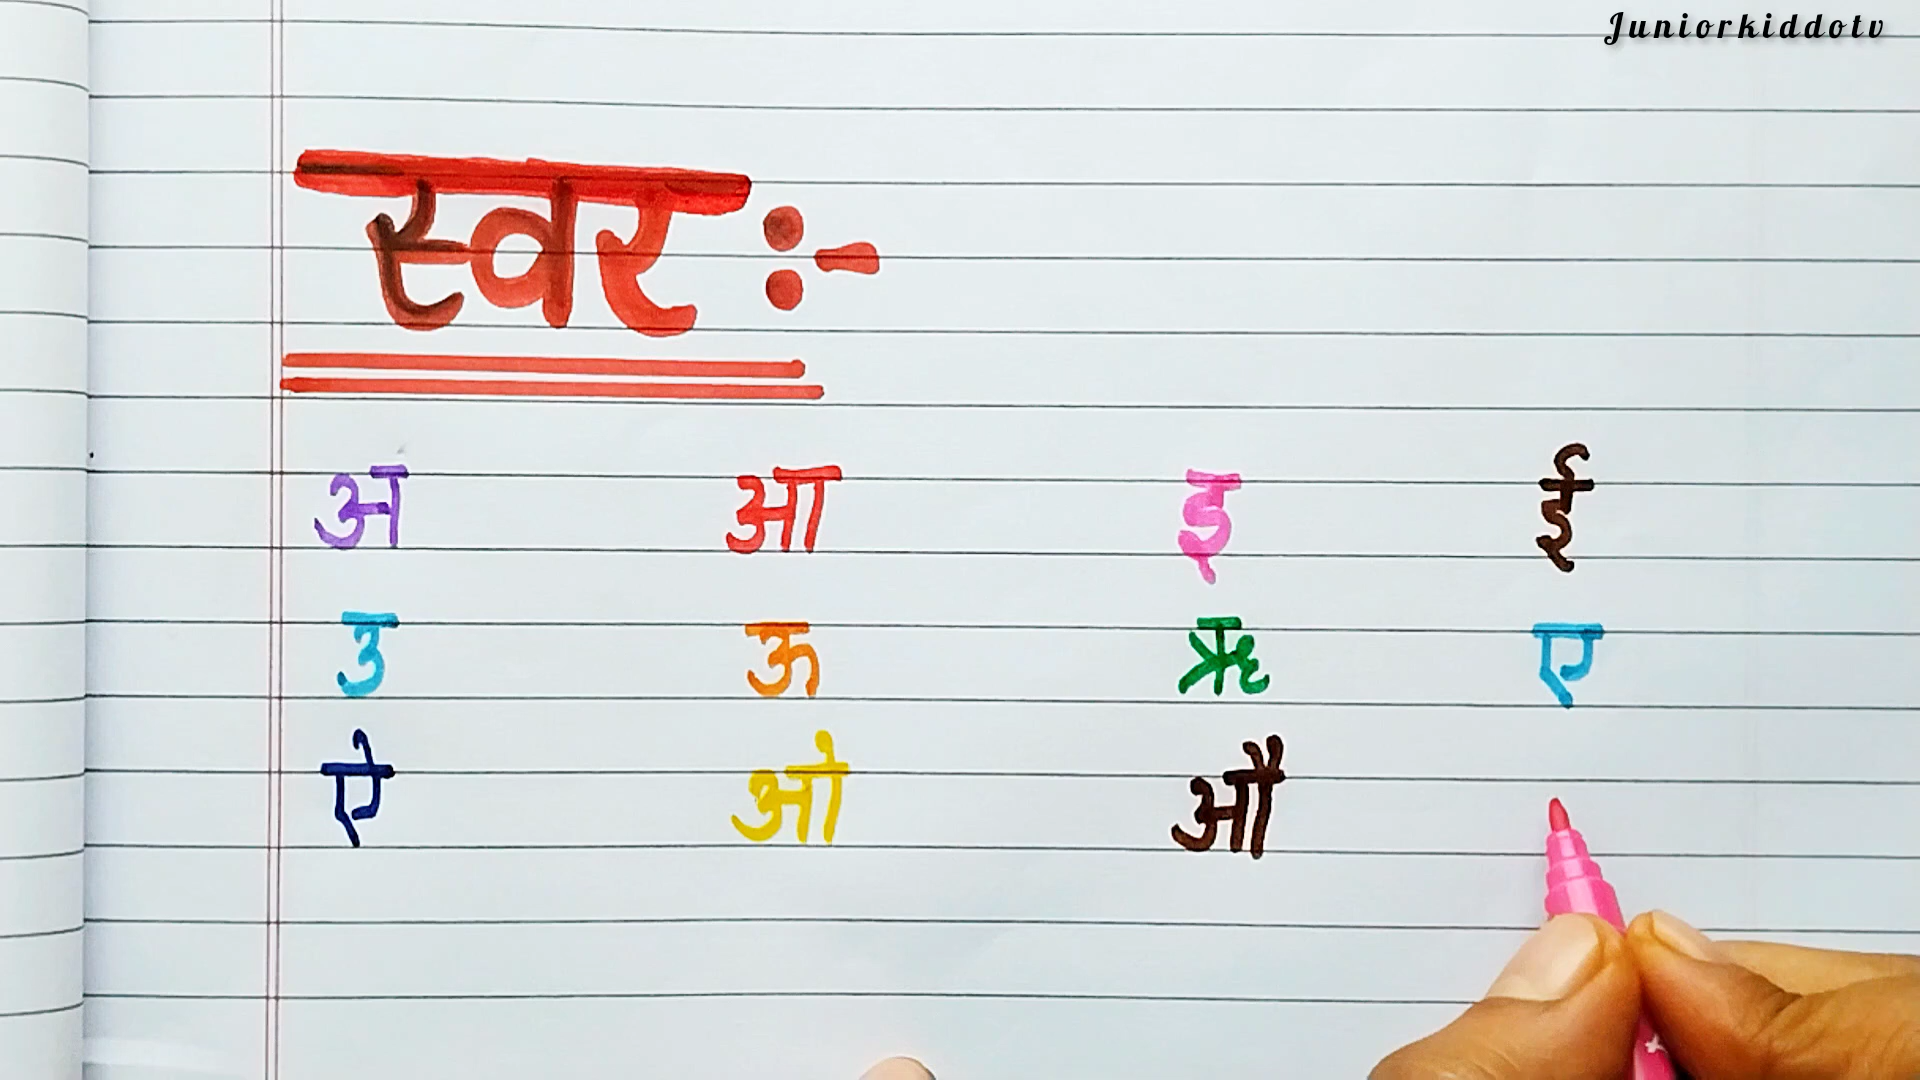 Juniorkiddotv
स्वर :-
अ आ इ ई
उ ऊ ऋ ए
ऐ ओ औ